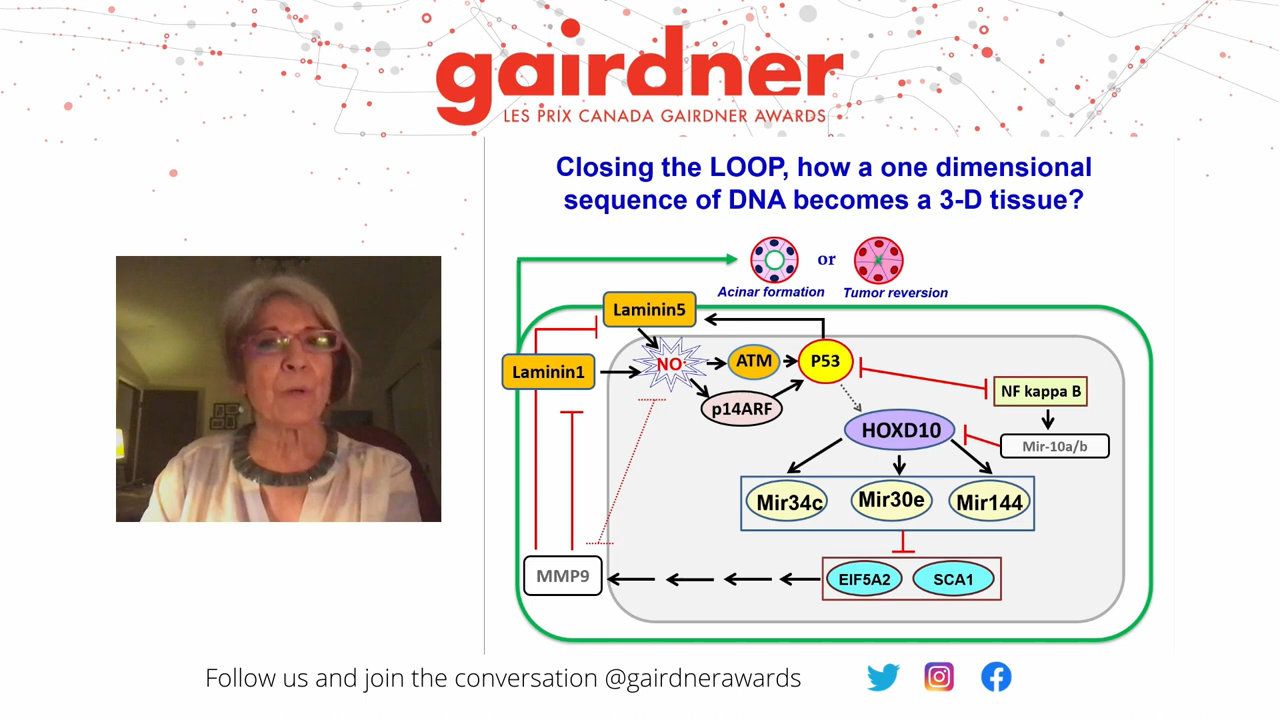 gairdner
LES PRIX CANADA GAIRDNER AWARDS
Closing the LOOP, how a one dimensional
sequence of DNA becomes a 3-D tissue?
or
Acinar formation
Tumor reversion
Laminin5
Laminin1
NO
ATM
P53
p14ARF
NF kappa B
HOXD10
Mir-10a/b
Mir34c
Mir30e
Mir144
MMP9
EIF5A2
SCA1
Follow us and join the conversation @gairdnerawards